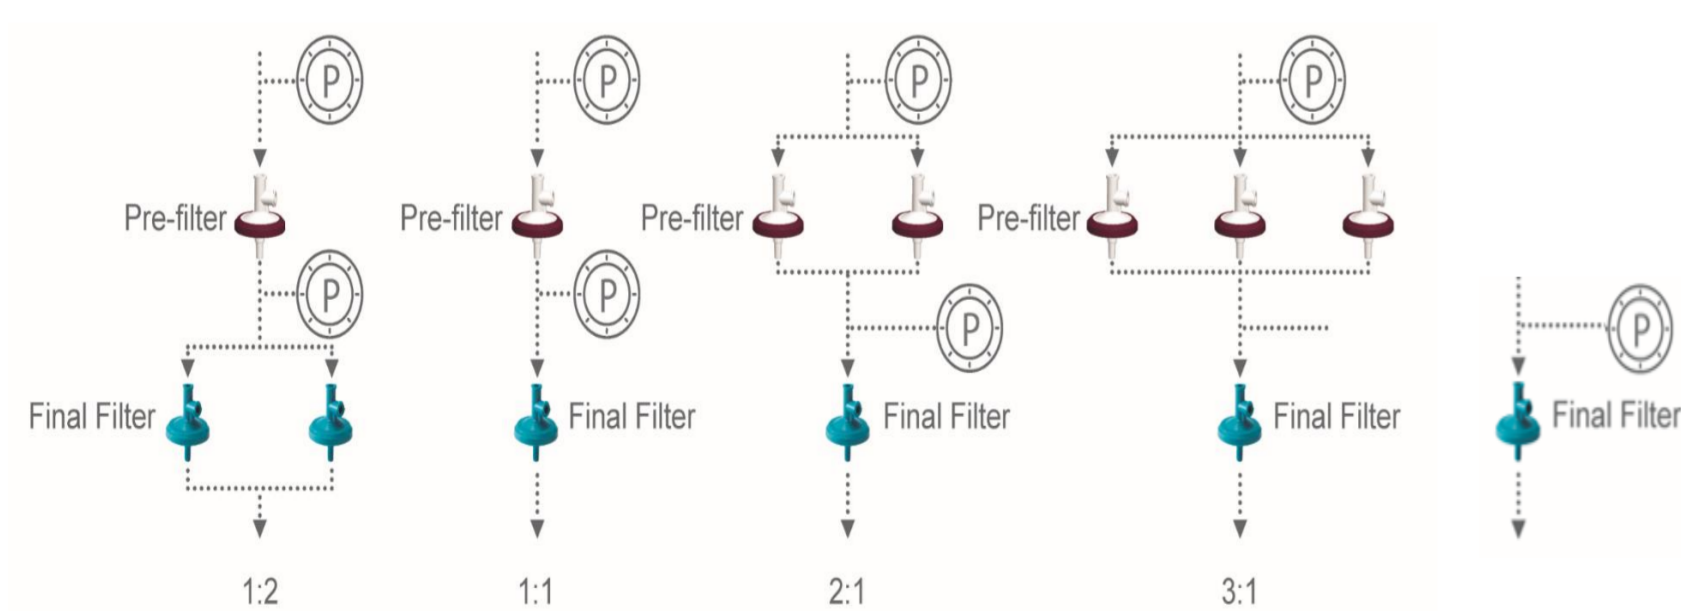 P P P P
Pre-filter Pre-filter Pre-filter Pre-filter
P P P P
Final Filter Final Filter Final Filter Final Filter Final Filter
1:2 1:1 2:1 3:1